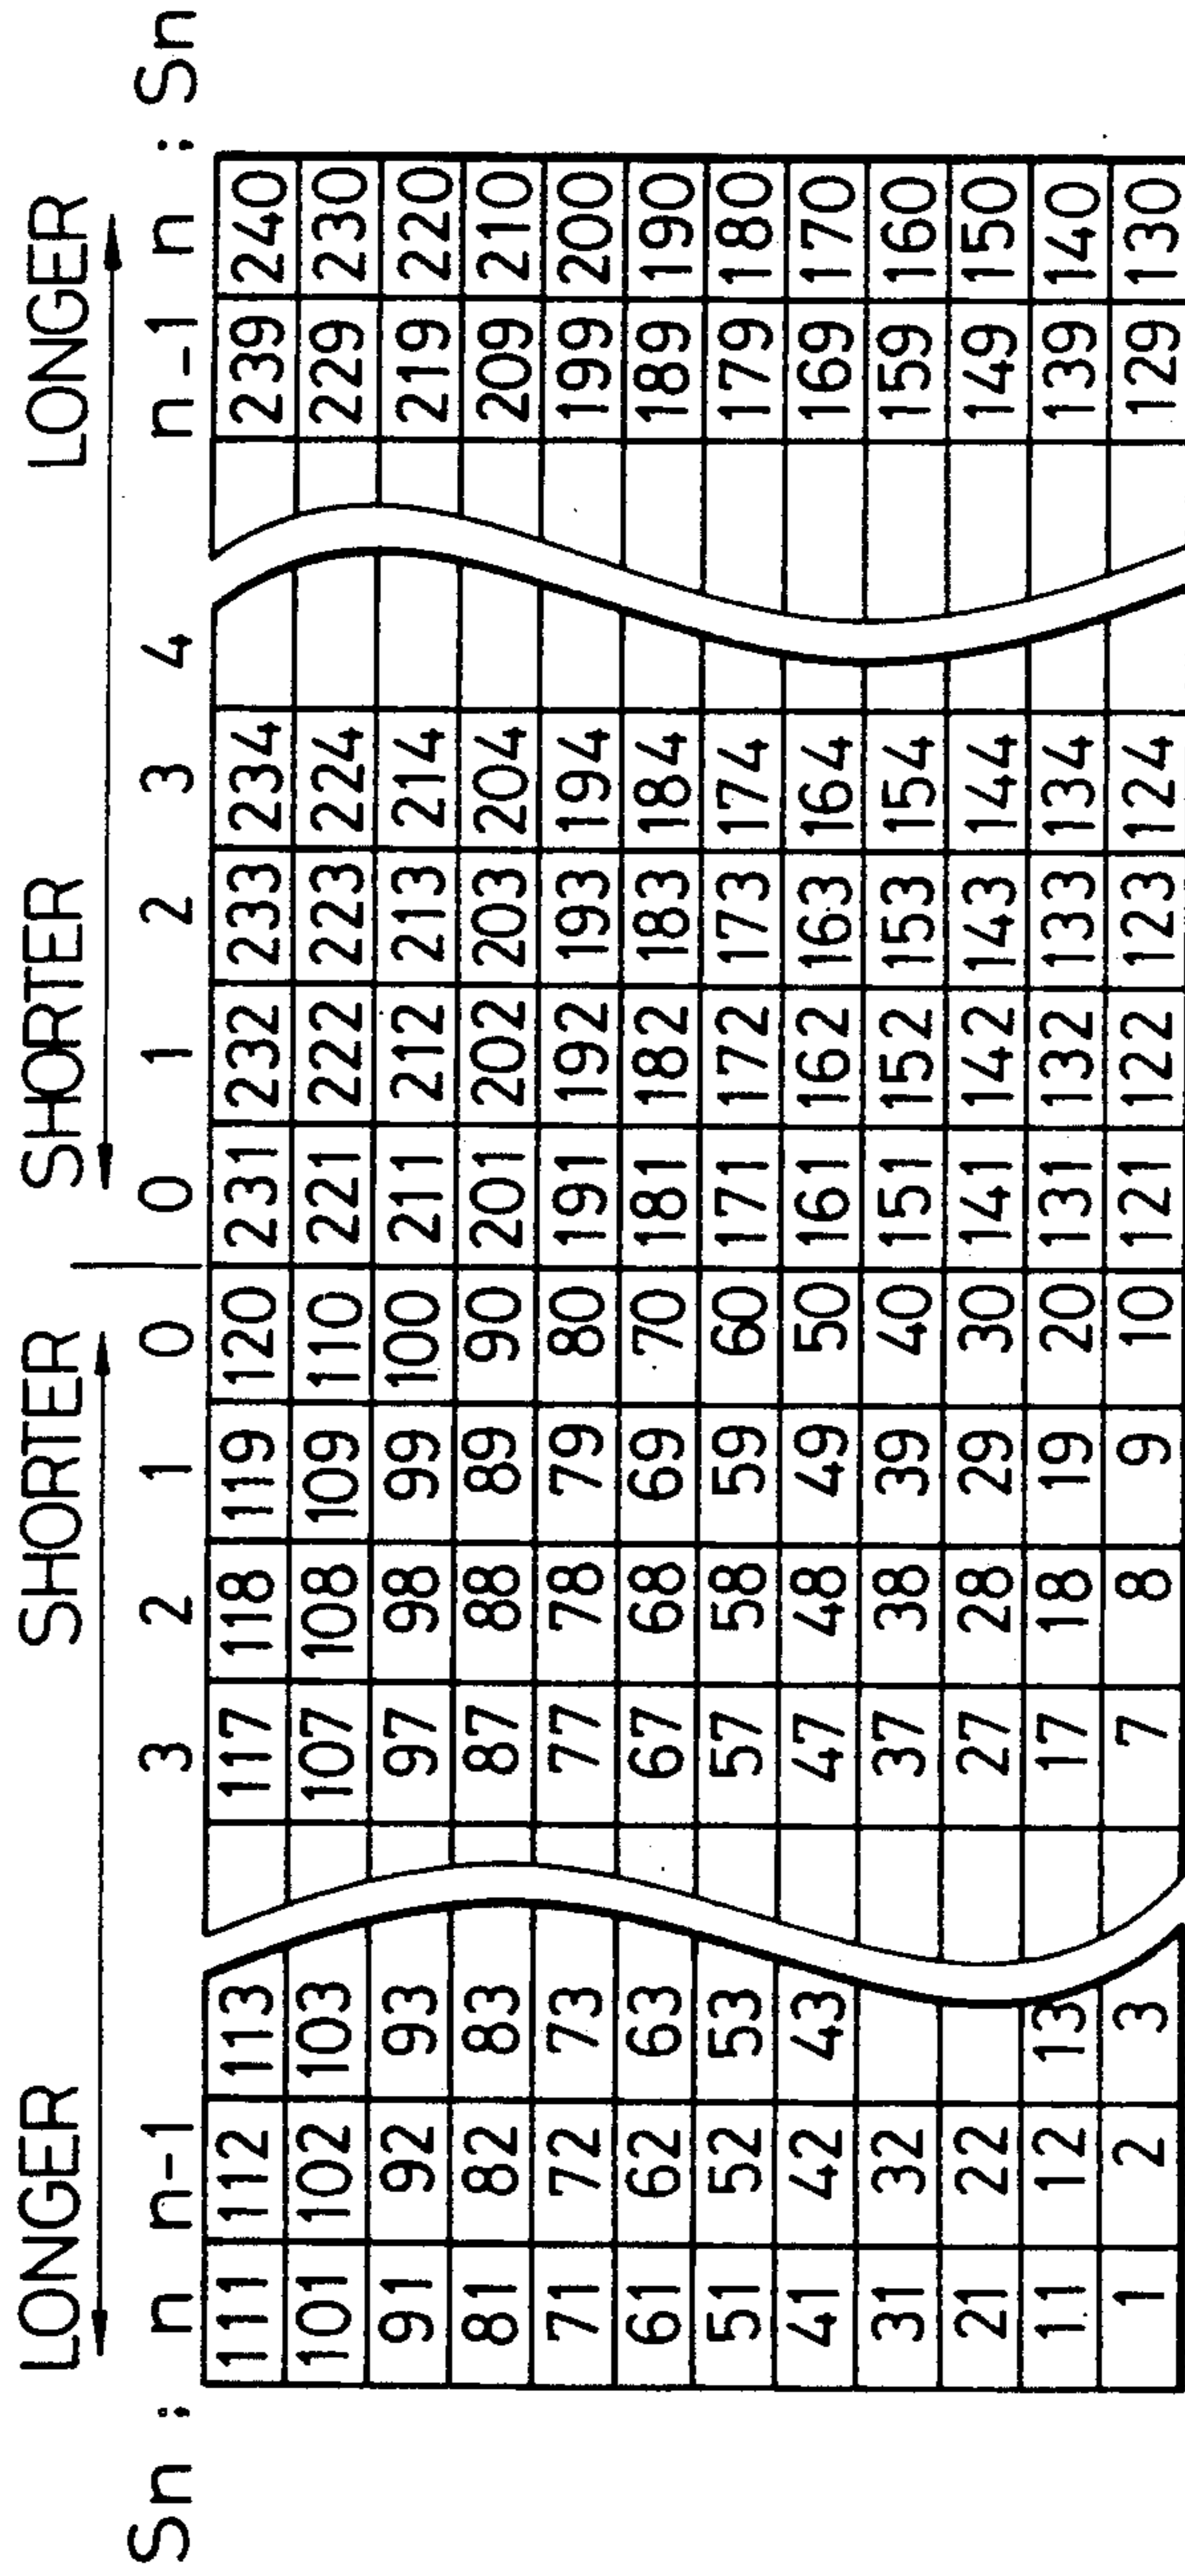 LONGER SHORTER SHORTER LONGER
Sn : n n-1 3 2 1 0 0 1 2 3 4 n-1 n : Sn
111 112 113 117 118 119 120 231 232 233 234 239 240
101 102 103 107 108 109 110 221 222 223 224 229 230
91 92 93 97 98 99 100 211 212 213 214 219 220
81 82 83 87 88 89 90 201 202 203 204 209 210
71 72 73 77 78 79 80 191 192 193 194 199 200
61 62 63 67 68 69 70 181 182 183 184 189 190
51 52 53 57 58 59 60 171 172 173 174 179 180
41 42 43 47 48 49 50 161 162 163 164 169 170
31 32 37 38 39 40 151 152 153 154 159 160
21 22 27 28 29 30 141 142 143 144 149 150
11 12 13 17 18 19 20 131 132 133 134 139 140
1 2 3 7 8 9 10 121 122 123 124 129 130